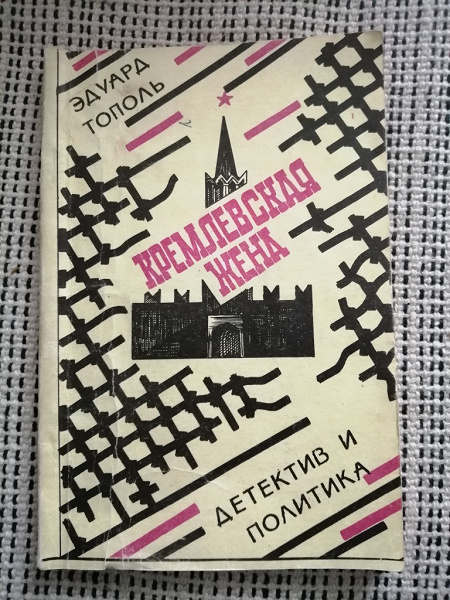 ЭДУАРД
ТОПОЛЬ
КРЕМЛЕВСКАЯ
ЖЕНА
ДЕТЕКТИВ И
ПОЛИТИКА